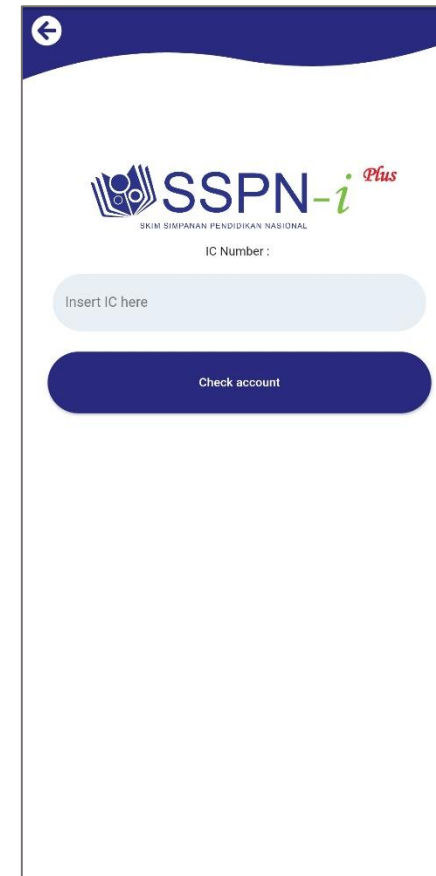 SSPN-i Plus
SKIM SIMPANAN PENDIDIKAN NASIONAL
IC Number :
Insert IC here
Check account